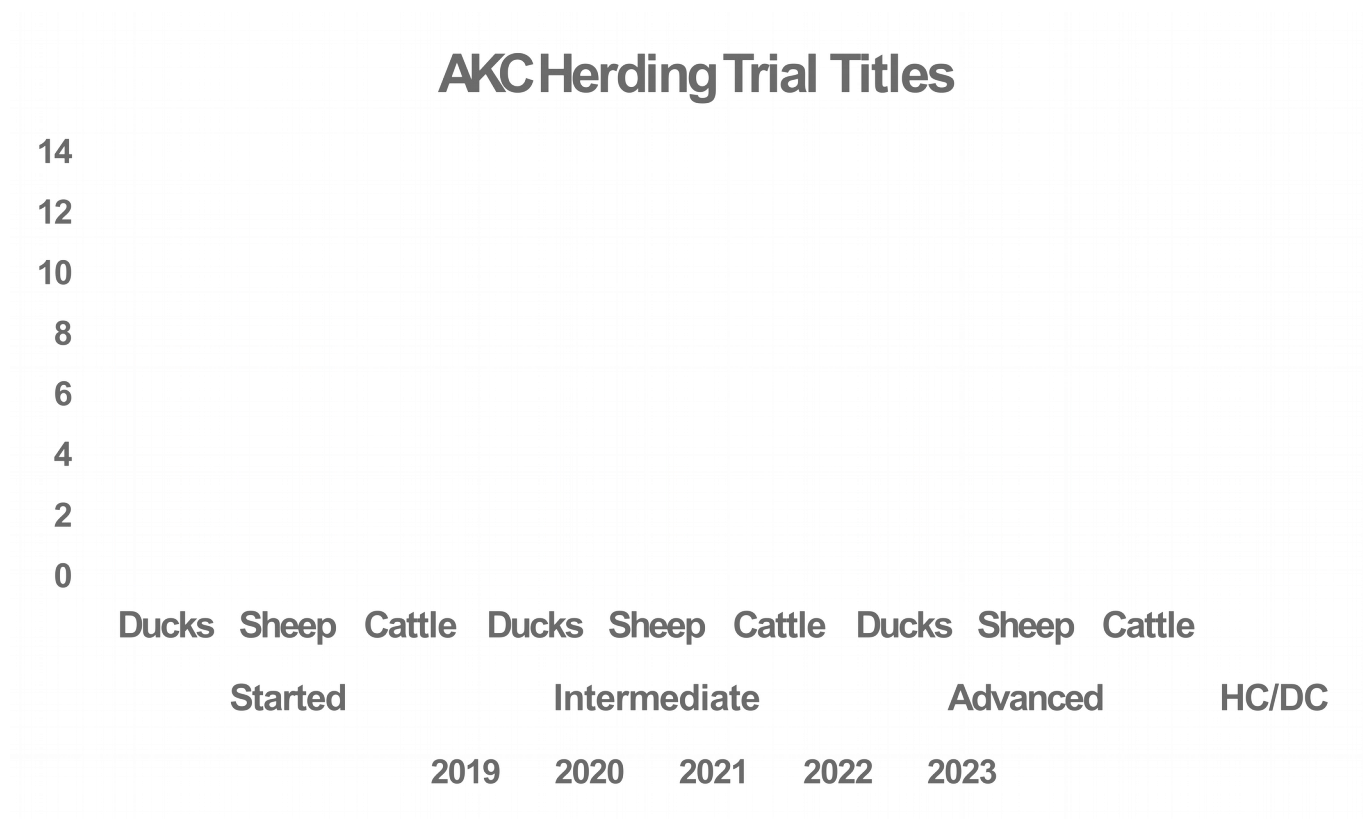 AKC Herding Trial Titles
14
12
10
8
6
4
2
0
Ducks Sheep Cattle Ducks Sheep Cattle Ducks Sheep Cattle
Started Intermediate Advanced HC/DC
2019 2020 2021 2022 2023